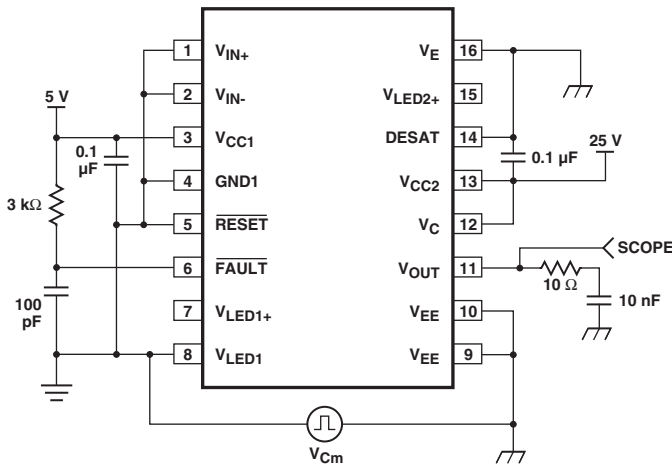 1 V_IN+ V_E 16
2 V_IN- V_LED2+ 15
5 V
3 V_CC1 DESAT 14
0.1 µF
0.1 µF
25 V
4 GND1 V_CC2 13
3 kΩ
5 RESET V_C 12
SCOPE
6 FAULT V_OUT 11
10 Ω
100 pF
10 nF
7 V_LED1+ V_EE 10
8 V_LED1 V_EE 9
V_Cm